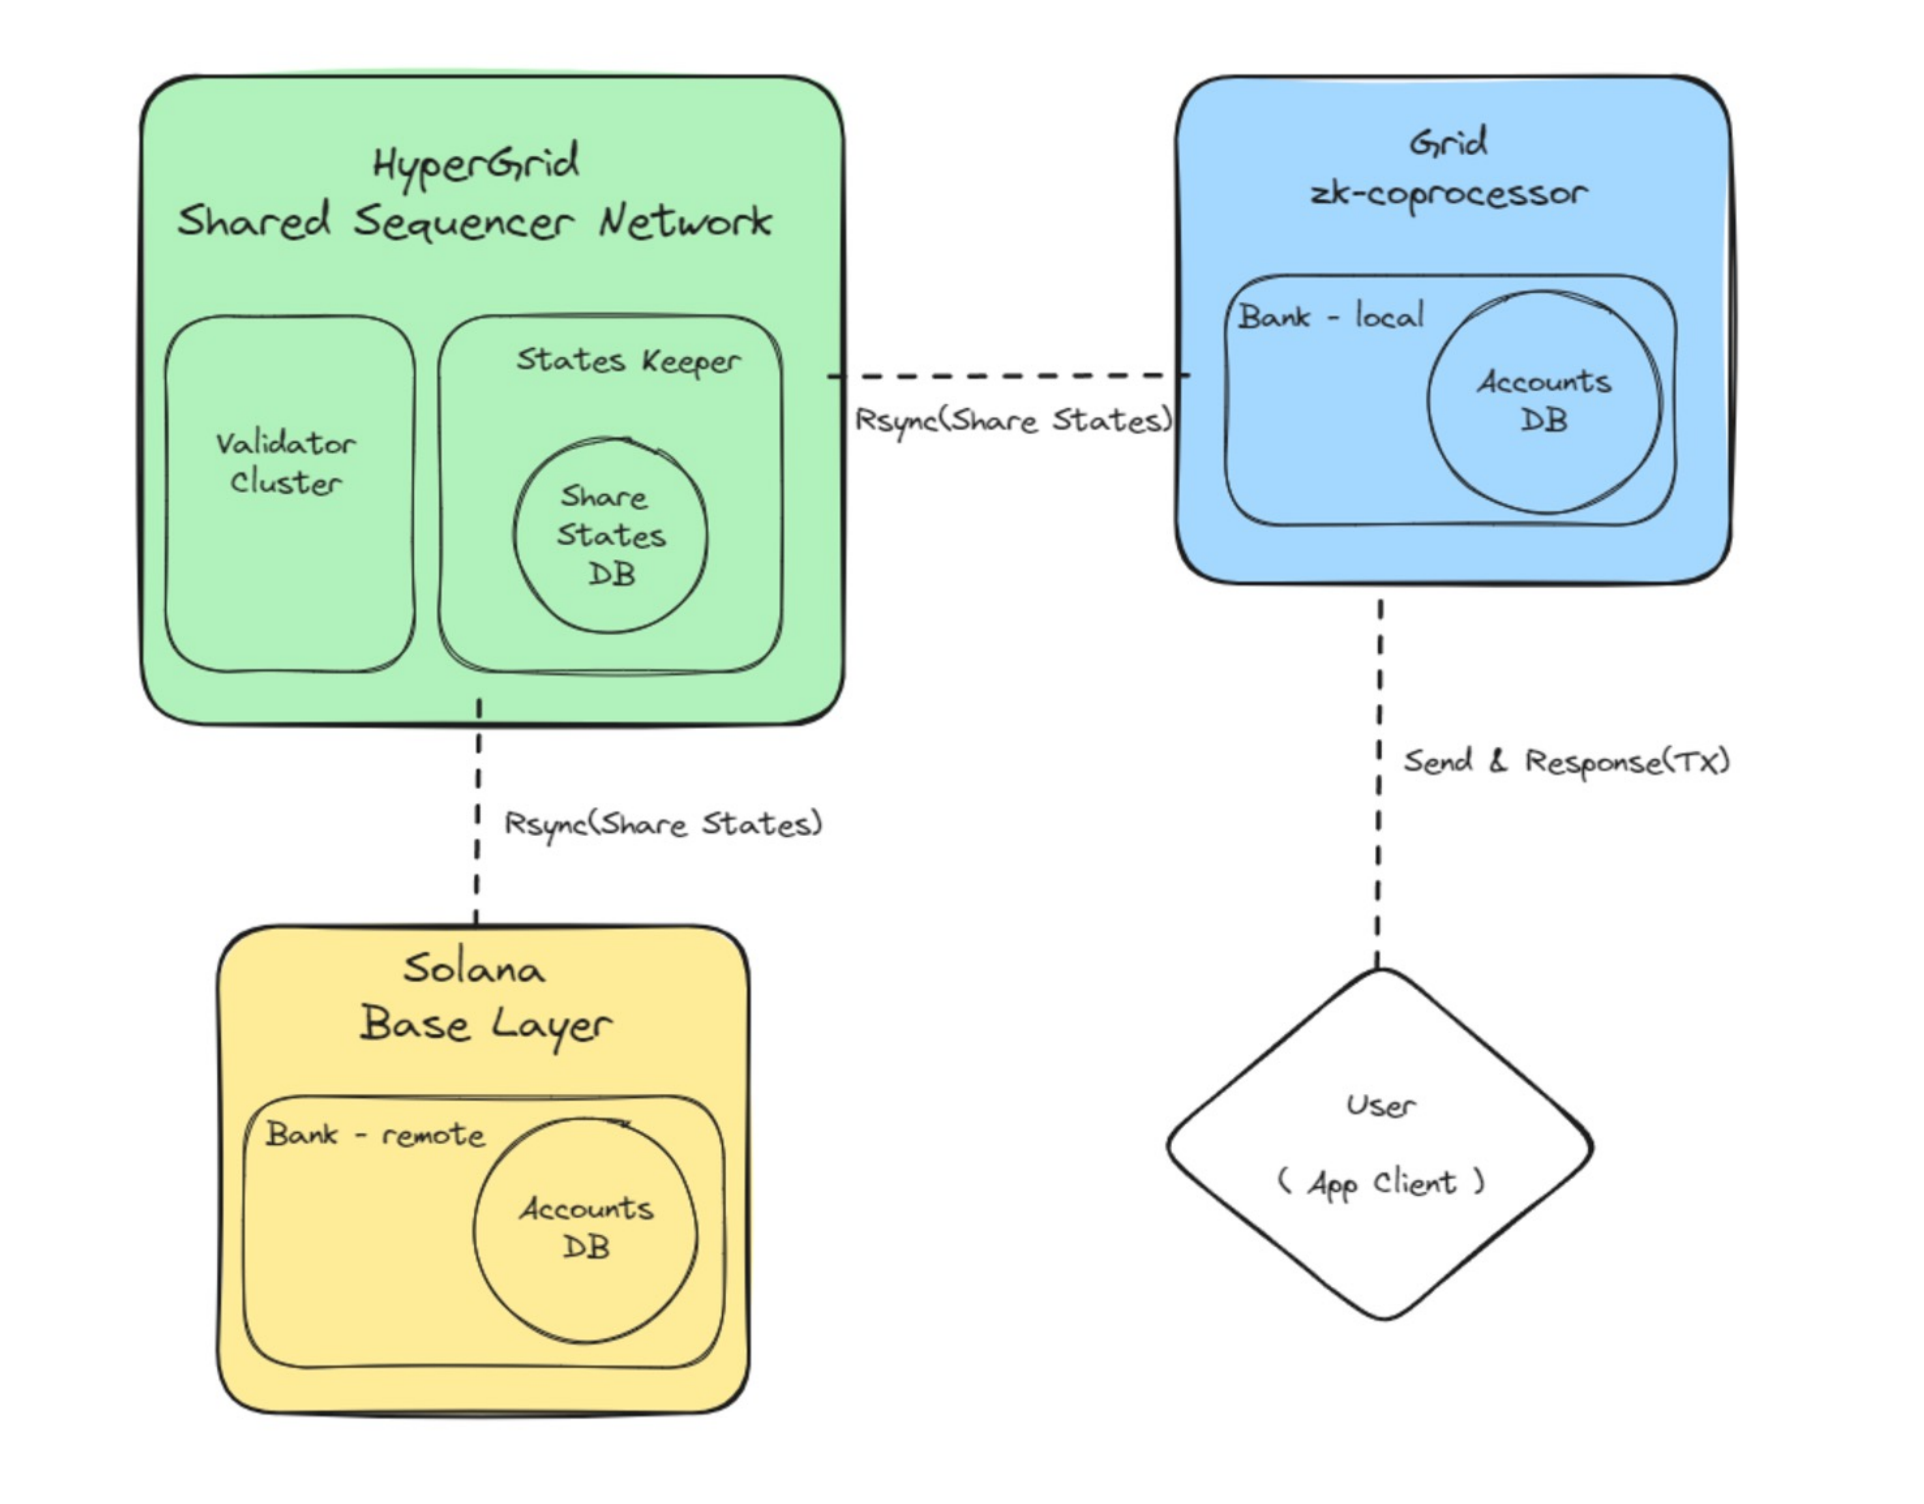 HyperGrid
Shared Sequencer Network
Validator
Cluster
States Keeper
Share
States
DB
Rsync(Share States)
Grid
zk-coprocessor
Bank - local
Accounts
DB
Rsync(Share States)
Send & Response(TX)
Solana
Base Layer
Bank - remote
Accounts
DB
User
( App Client )